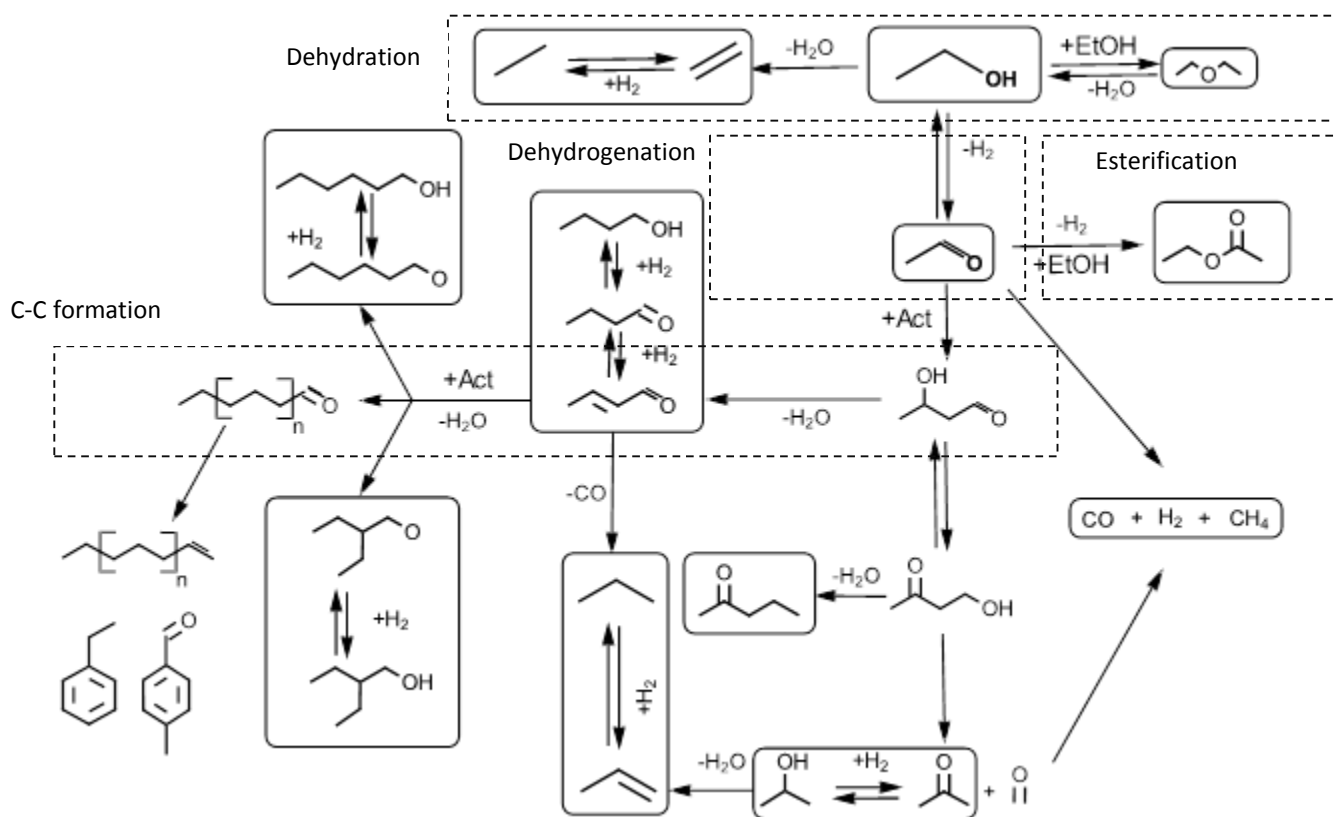 Dehydration
-H2O
+EtOH
+H2
OH
-H2O
O
Dehydrogenation
-H2
Esterification
OH
+H2
O
OH
+H2
O
+H2
O
-H2
+EtOH
O
O
C-C formation
+Act
+Act
-H2O
n
O
O
-H2O
OH
O
-CO
CO + H2 + CH4
n
O
+H2
OH
O
-H2O
O
OH
O
+H2
-H2O
OH
+H2
O
+
O